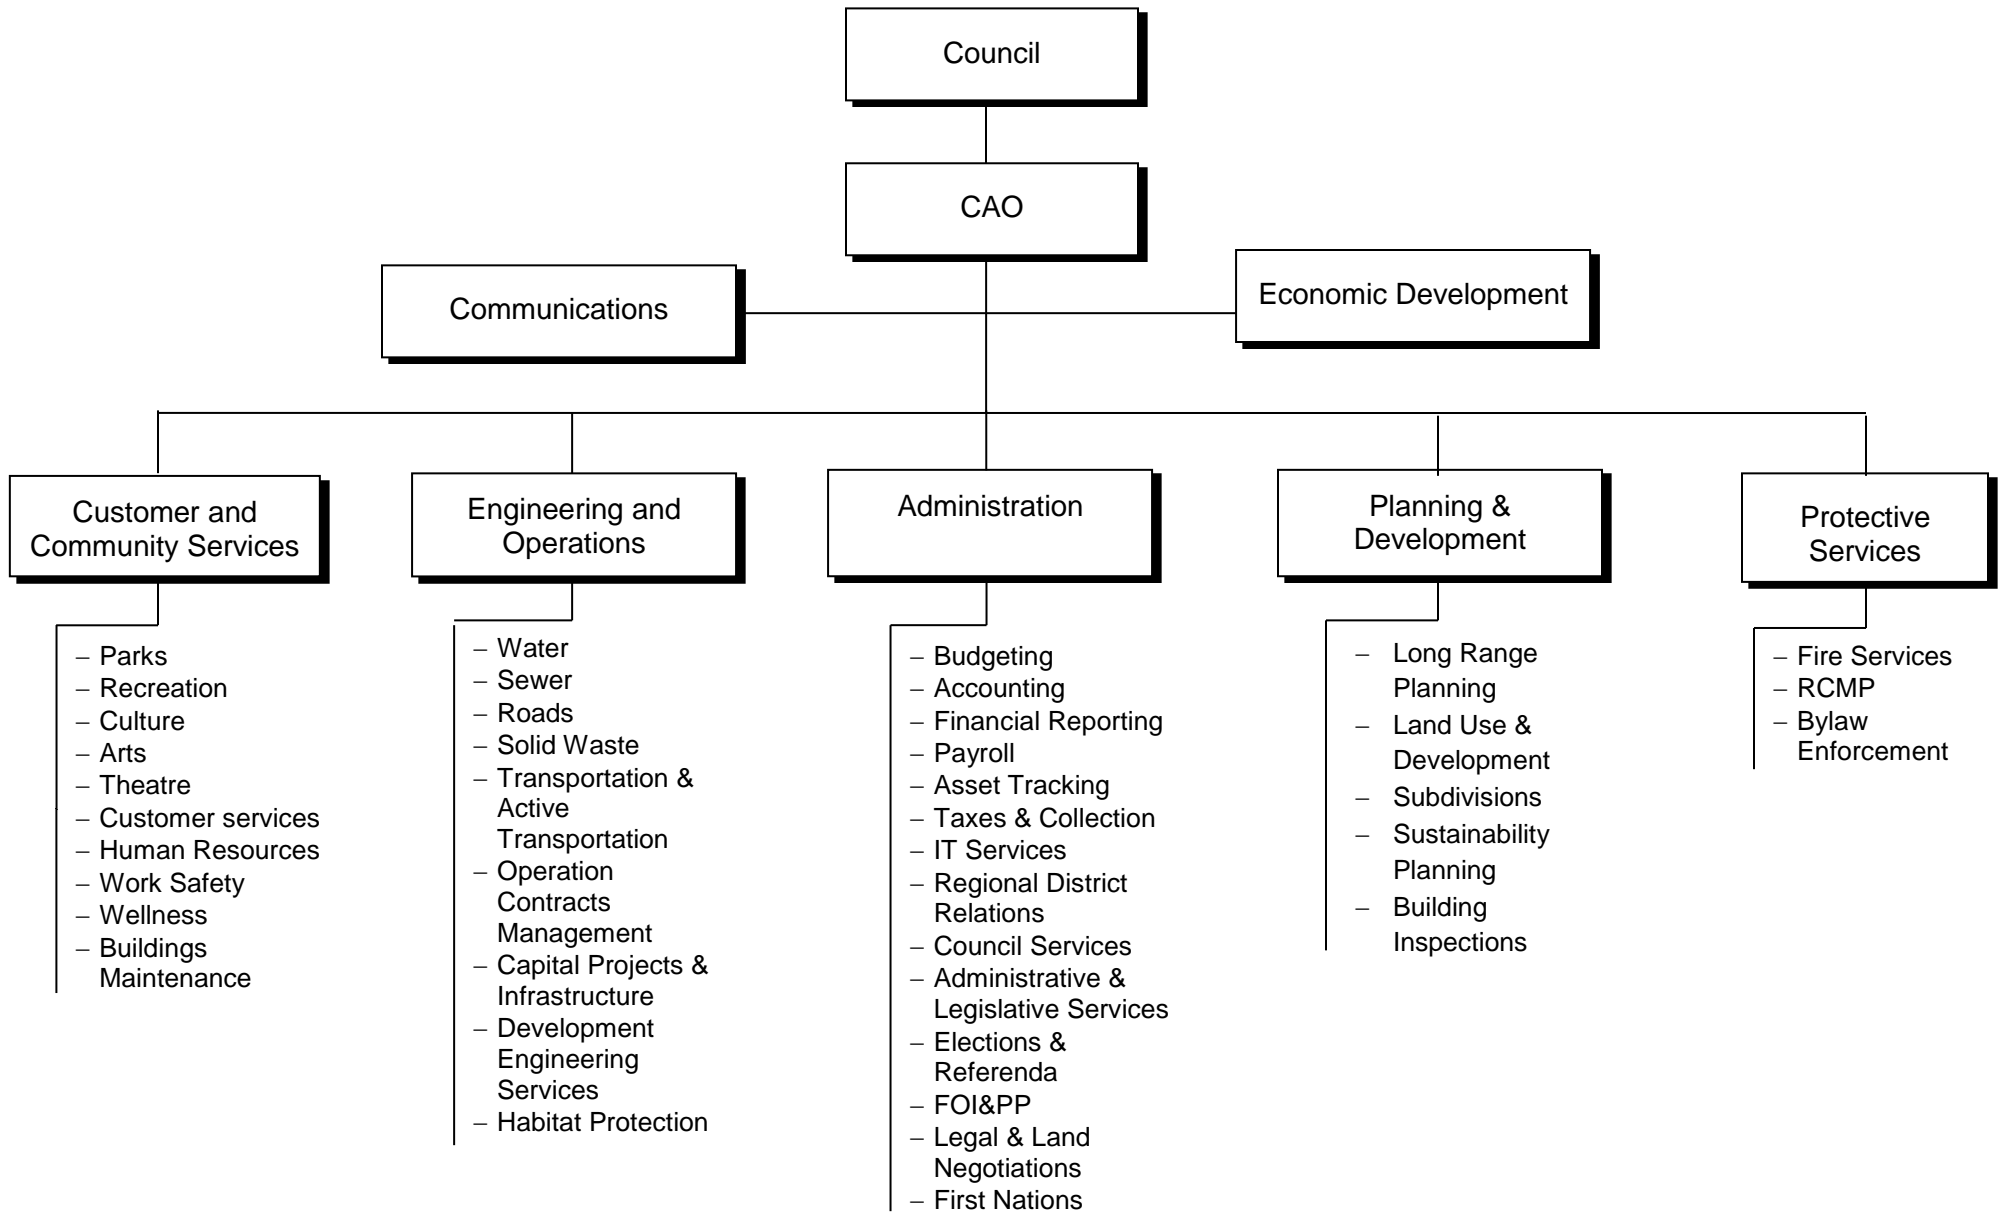 Council
CAO
Communications
Economic Development
Customer and
Community Services
Engineering and
Operations
Administration
Planning &
Development
Protective
Services
– Parks
– Recreation
– Culture
– Arts
– Theatre
– Customer services
– Human Resources
– Work Safety
– Wellness
– Buildings
Maintenance
– Water
– Sewer
– Roads
– Solid Waste
– Transportation &
Active
Transportation
– Operation
Contracts
Management
– Capital Projects &
Infrastructure
– Development
Engineering
Services
– Habitat Protection
– Budgeting
– Accounting
– Financial Reporting
– Payroll
– Asset Tracking
– Taxes & Collection
– IT Services
– Regional District
Relations
– Council Services
– Administrative &
Legislative Services
– Elections &
Referenda
– FOI&PP
– Legal & Land
Negotiations
– First Nations
– Long Range
Planning
– Land Use &
Development
– Subdivisions
– Sustainability
Planning
– Building
Inspections
– Fire Services
– RCMP
– Bylaw
Enforcement